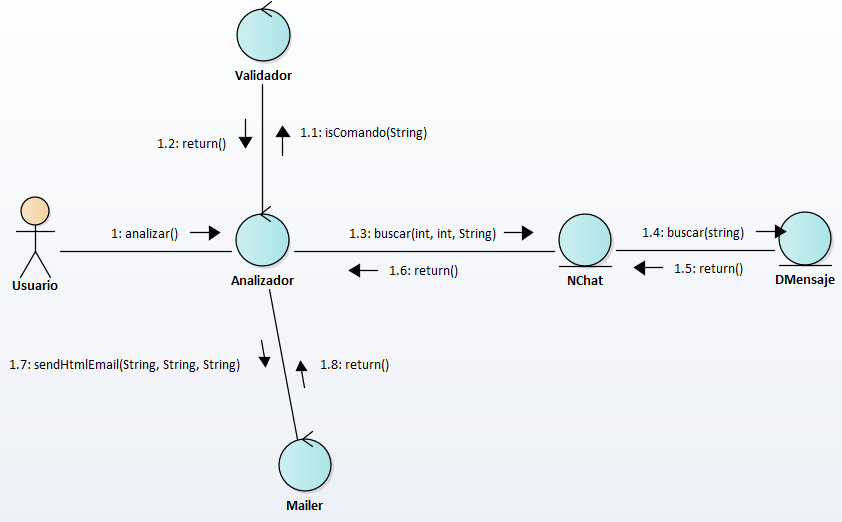 Validador
1.1: isComando(String)
1.2: return()
1: analizar()
1.3: buscar(int, int, String)
1.4: buscar(string)
1.6: return()
1.5: return()
Usuario
Analizador
NChat
DMensaje
1.7: sendHtmlEmail(String, String, String)
1.8: return()
Mailer